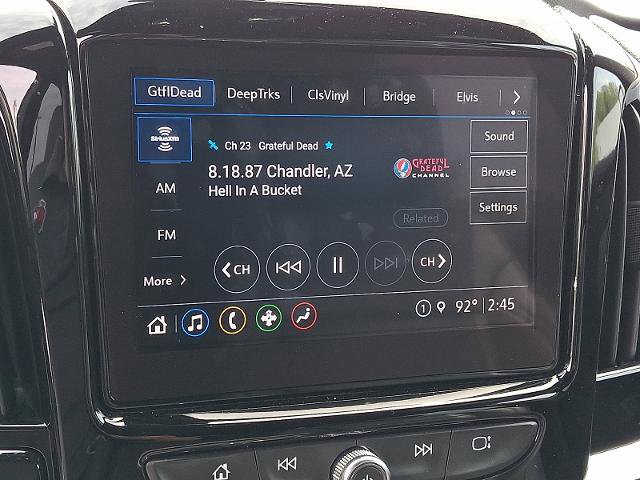 GtflDead DeepTrks ClsVinyl Bridge Elvis
SiriusXM
Ch 23 Grateful Dead
8.18.87 Chandler, AZ
Hell In A Bucket
GRATEFUL
DEAD
CHANNEL
Sound
Browse
Settings
AM
FM
More
Related
CH
CH
1 92° 2:45